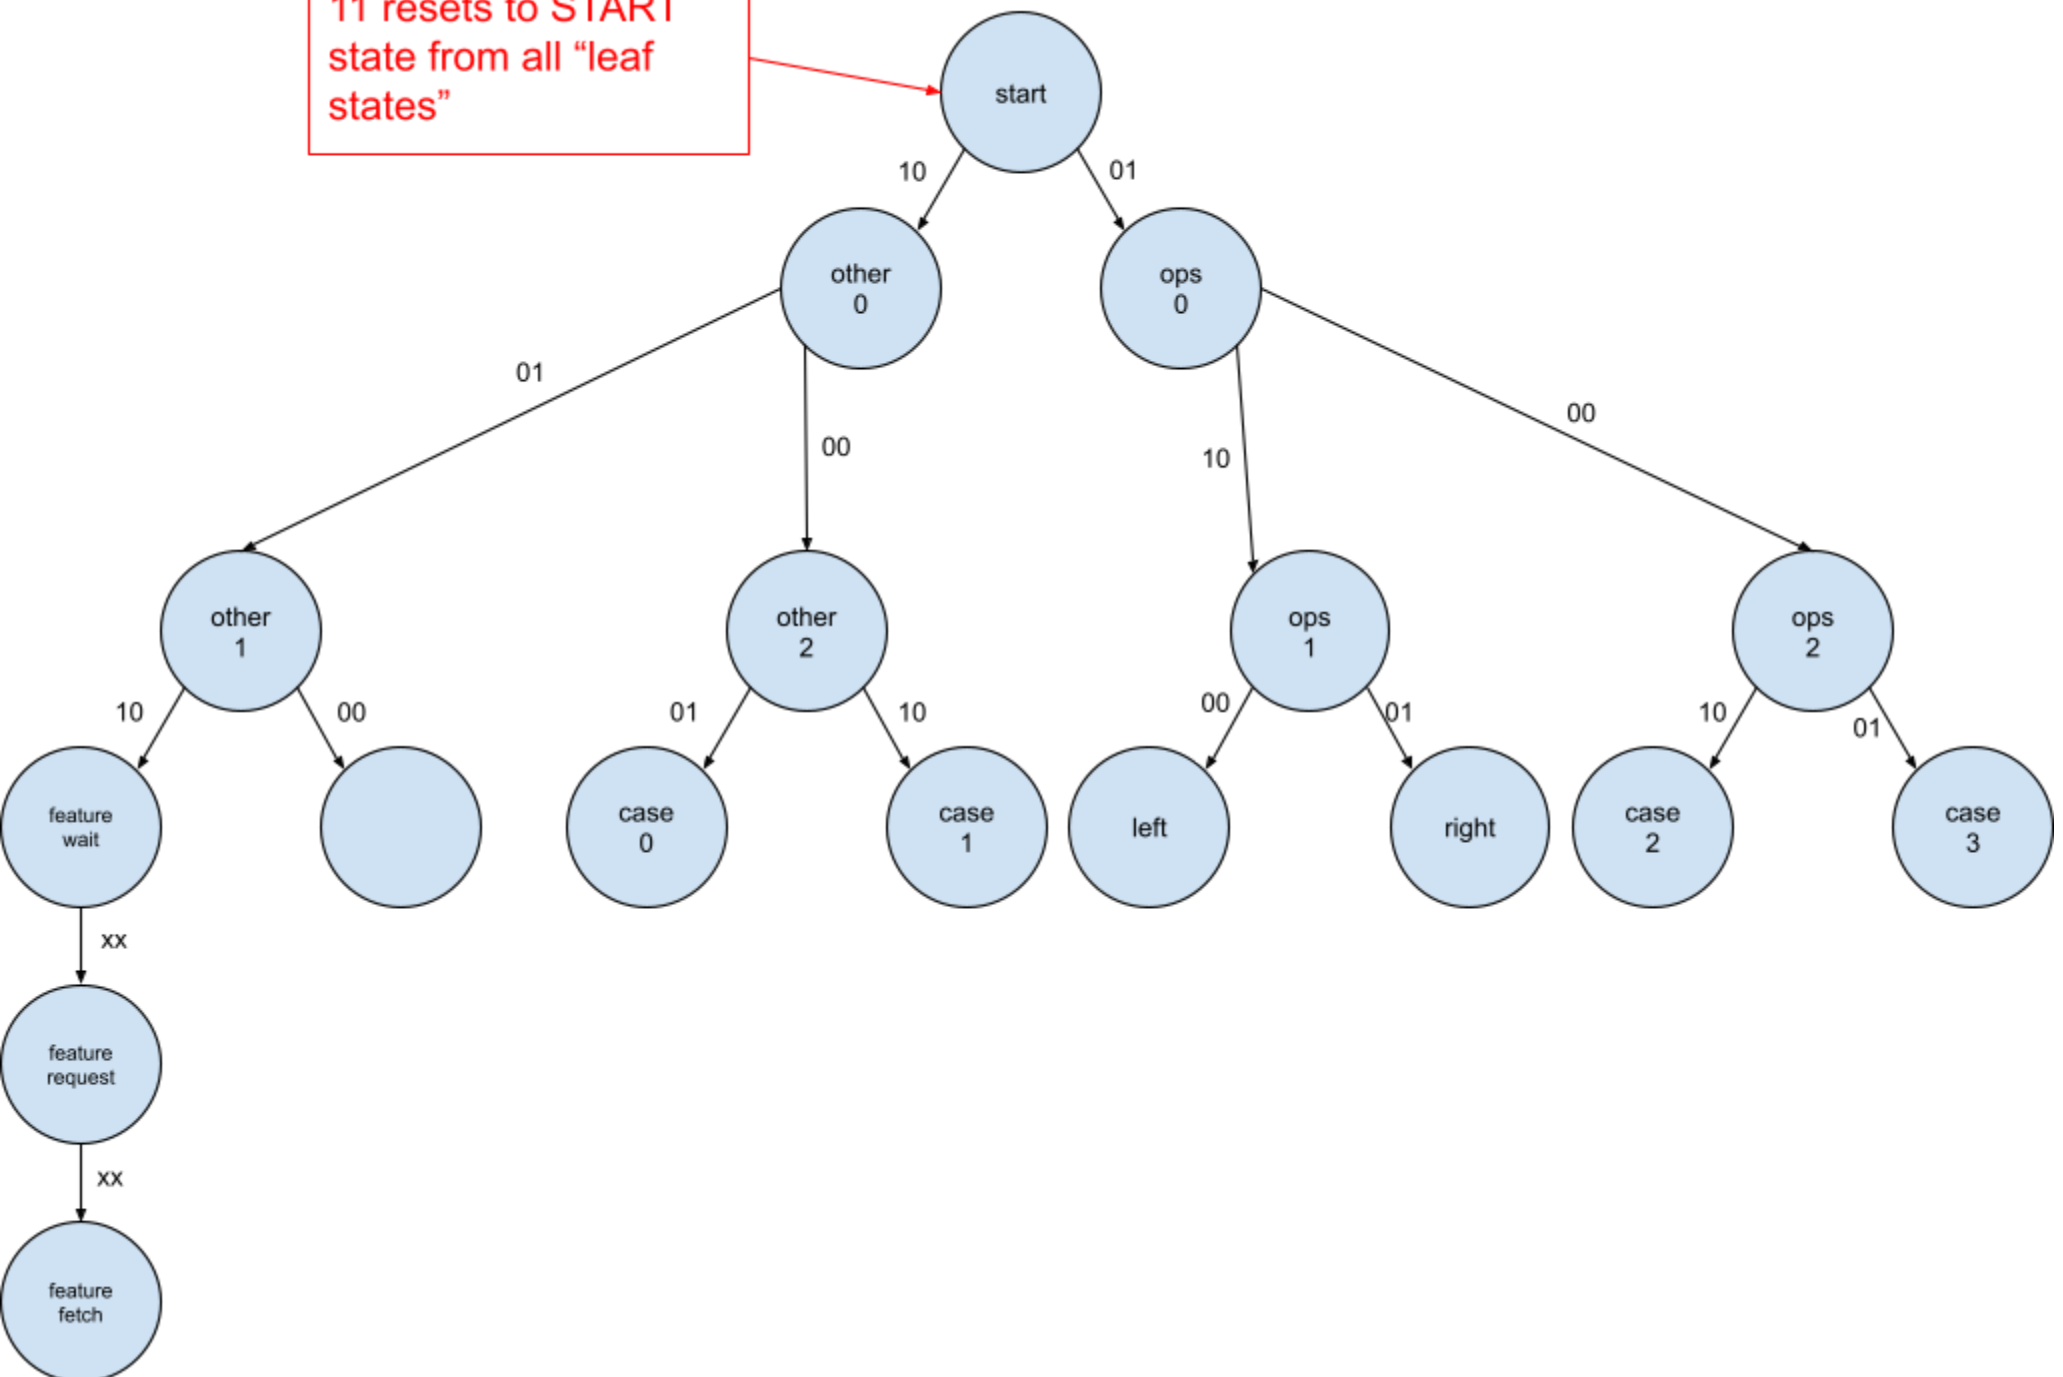 11 resets to START
state from all “leaf
states”
start
10
01
other
0
ops
0
01
00
10
00
other
1
other
2
ops
1
ops
2
10
00
01
10
00
01
10
01
feature
wait
case
0
case
1
left
right
case
2
case
3
xx
feature
request
xx
feature
fetch